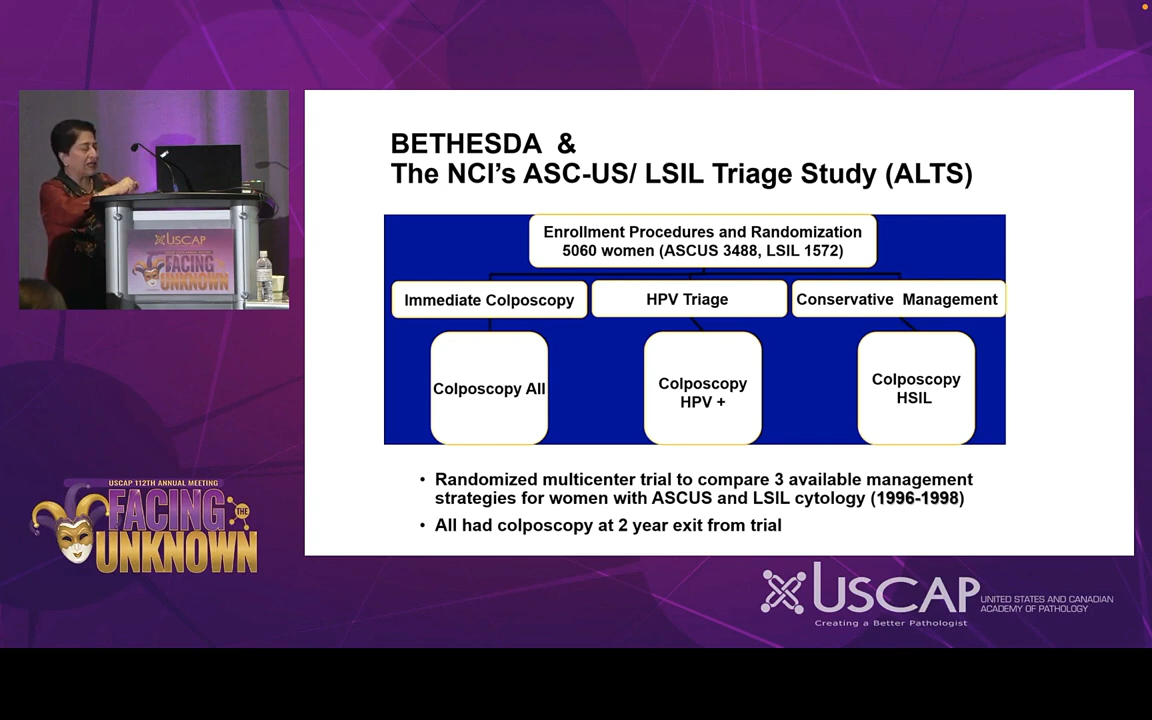 BETHESDA &
The NCI's ASC-US/ LSIL Triage Study (ALTS)
Enrollment Procedures and Randomization
5060 women (ASCUS 3488, LSIL 1572)
Immediate Colposcopy
HPV Triage
Conservative Management
Colposcopy All
Colposcopy
HPV +
Colposcopy
HSIL
• Randomized multicenter trial to compare 3 available management
strategies for women with ASCUS and LSIL cytology (1996-1998)
• All had colposcopy at 2 year exit from trial
USCAP
FACING
THE
UNKNOWN
USCAP 112TH ANNUAL MEETING
FACING
THE
UNKNOWN
USCAP
UNITED STATES AND CANADIAN
ACADEMY OF PATHOLOGY
Creating a Better Pathologist